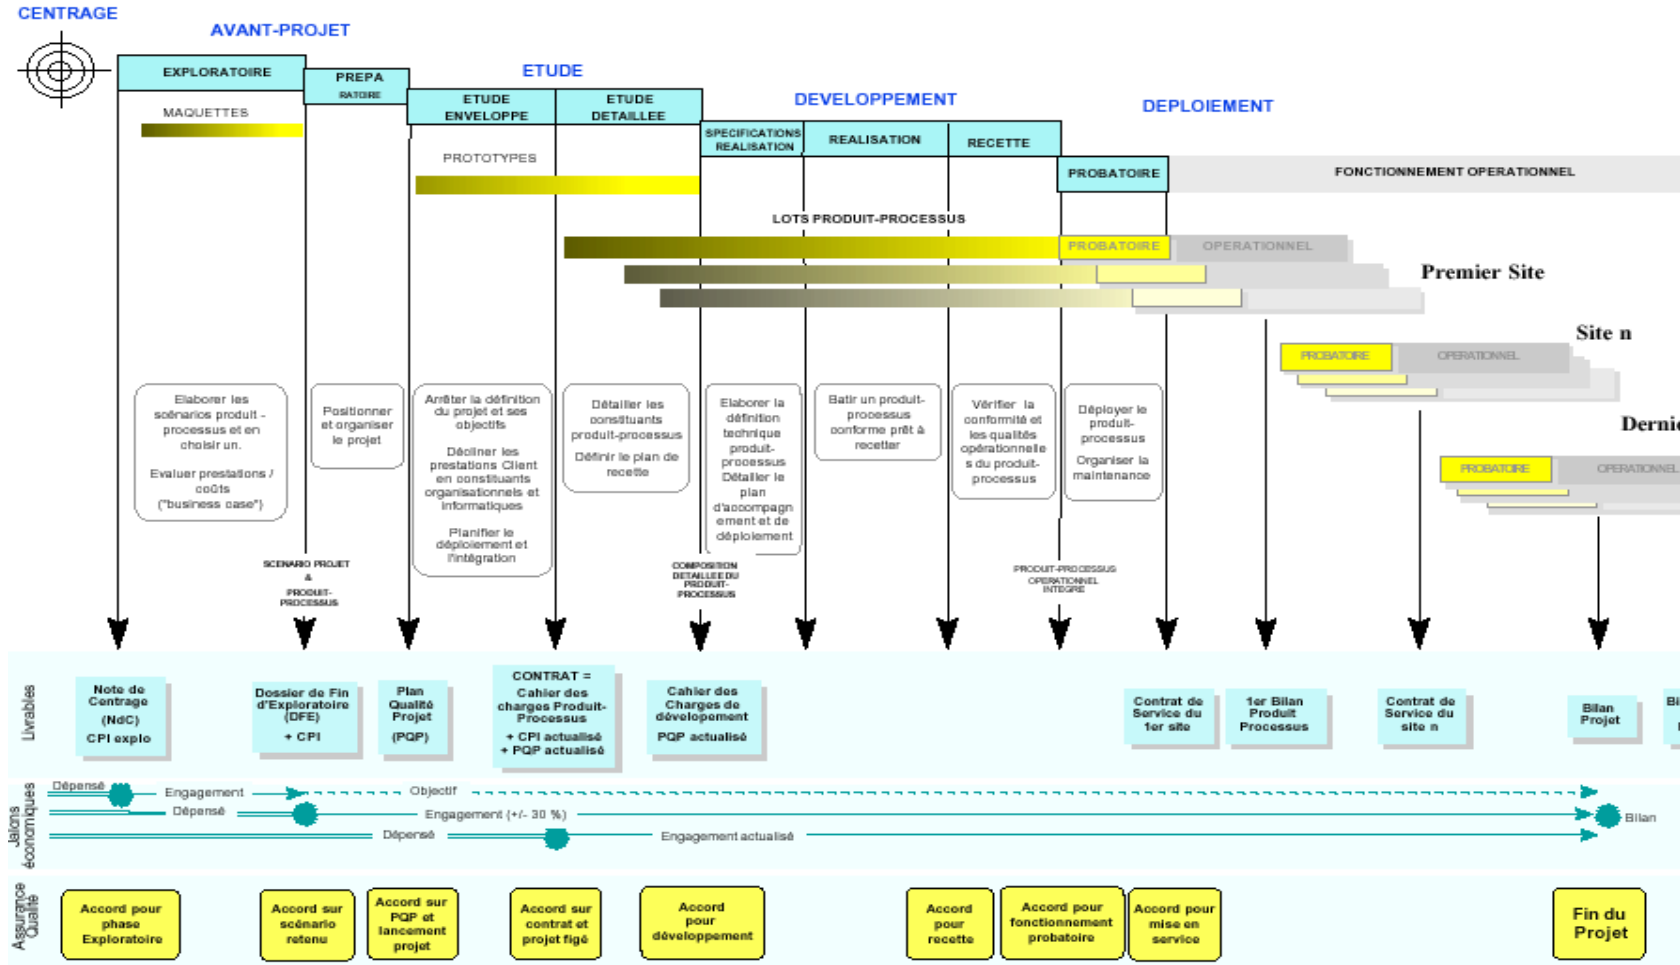 CENTRAGE
AVANT-PROJET
ETUDE
DEVELOPPEMENT
DEPLOIEMENT
EXPLORATOIRE
PREPA
RATOIRE
ETUDE
ENVELOPPE
ETUDE
DETAILLEE
SPECIFICATIONS
REALISATION
REALISATION
RECETTE
PROBATOIRE
FONCTIONNEMENT OPERATIONNEL
MAQUETTES
PROTOTYPES
LOTS PRODUIT-PROCESSUS
PROBATOIRE
OPERATIONNEL
Premier Site
Site n
PROBATOIRE
OPERATIONNEL
Dernie
PROBATOIRE
OPERATIONNEL
Elaborer les
scénarios produit -
processus et en
choisir un.
Evaluer prestations /
coûts
("business case")
Positionner
et organiser
le projet
Arrêter la définition
du projet et ses
objectifs
Décliner les
prestations Client
en constituants
organisationnels et
informatiques
Planifier le
déploiement et
l'intégration
Détailler les
constituants
produit-processus
Définir le plan de
recette
Elaborer la
définition
technique
produit-
processus
Détailler le
plan
d'accompagn
ement et de
déploiement
Batir un produit-
processus
conforme prêt à
recetter
Vérifier la
conformité et
les qualités
opérationnelle
s du produit-
processus
Déployer le
produit-
processus
Organiser la
maintenance
SCENARIO PROJET
&
PRODUIT-
PROCESSUS
COMPOSITION
DETAILLEE DU
PRODUIT-
PROCESSUS
PRODUIT-PROCESSUS
OPERATIONNEL
INTEGRE
Livrables
Note de
Centrage
(NdC)
CPI explo
Dossier de Fin
d'Exploratoire
(DFE)
+ CPI
Plan
Qualité
Projet
(PQP)
CONTRAT =
Cahier des
charges Produit-
Processus
+ CPI actualisé
+ PQP actualisé
Cahier des
Charges de
dévelopement
PQP actualisé
Contrat de
Service du
1er site
1er Bilan
Produit
Processus
Contrat de
Service du
site n
Bilan
Projet
Jalons
économiques
Dépensé
Engagement
Objectif
Dépensé
Engagement (+/- 30 %)
Bilan
Dépensé
Engagement actualisé
Assurance
Qualité
Accord pour
phase
Exploratoire
Accord sur
scénario
retenu
Accord sur
PQP et
lancement
projet
Accord sur
contrat et
projet figé
Accord
pour
développement
Accord
pour
recette
Accord pour
fonctionnement
probatoire
Accord pour
mise en
service
Fin du
Projet